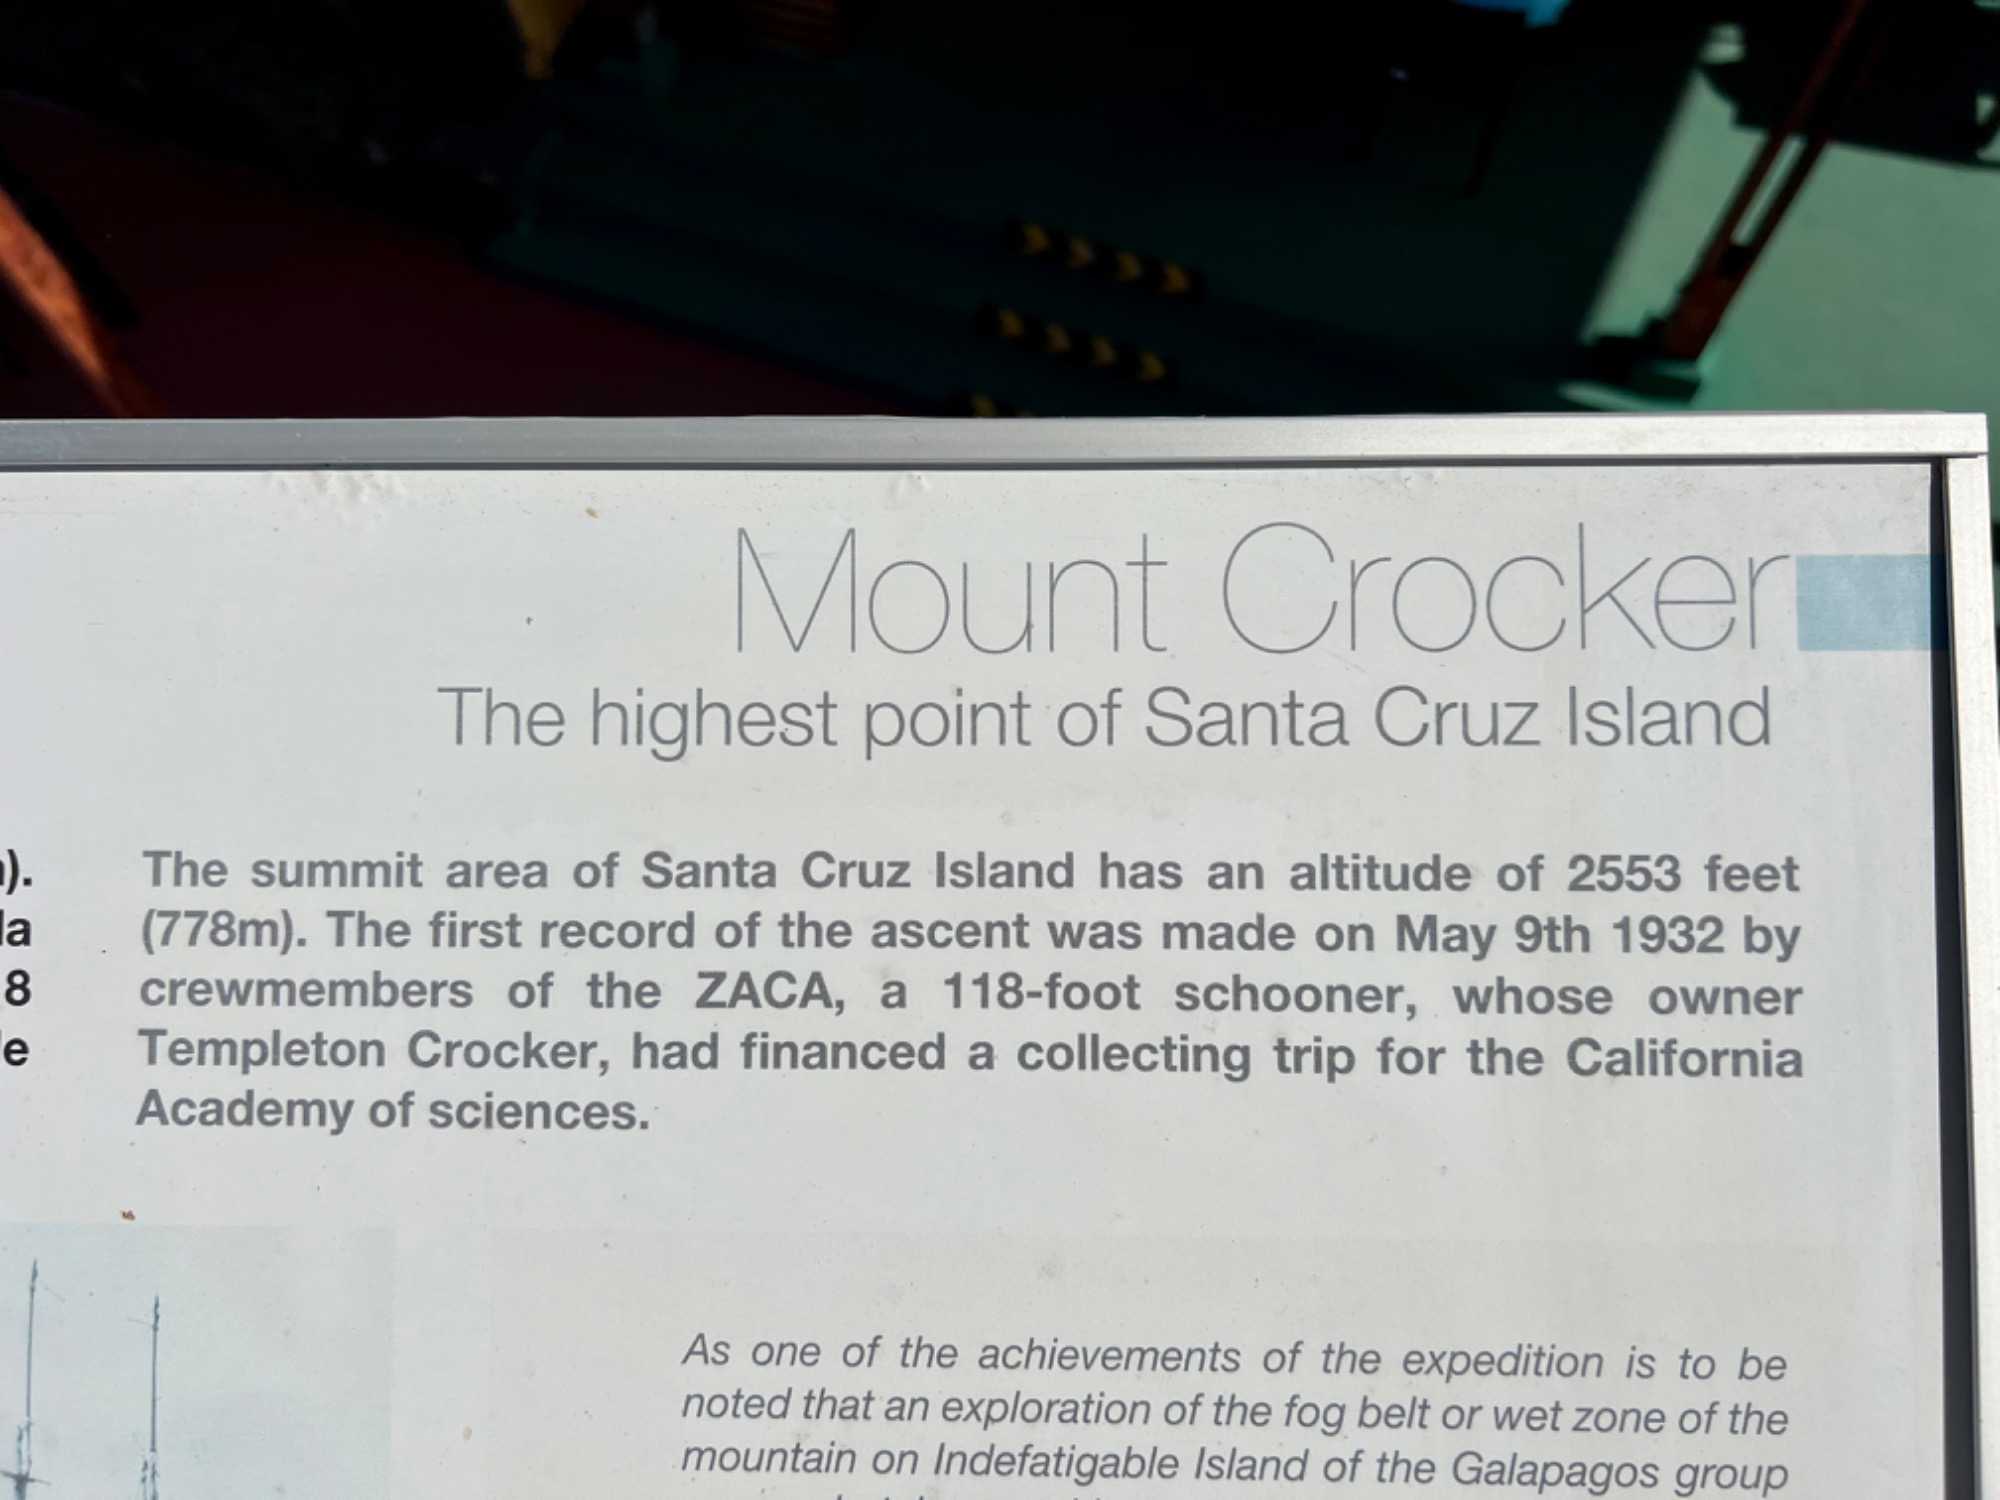 Mount Crocker
The highest point of Santa Cruz Island
).
la
8
e
The summit area of Santa Cruz Island has an altitude of 2553 feet
(778m). The first record of the ascent was made on May 9th 1932 by
crewmembers of the ZACA, a 118-foot schooner, whose owner
Templeton Crocker, had financed a collecting trip for the California
Academy of sciences.
As one of the achievements of the expedition is to be
noted that an exploration of the fog belt or wet zone of the
mountain on Indefatigable Island of the Galapagos group